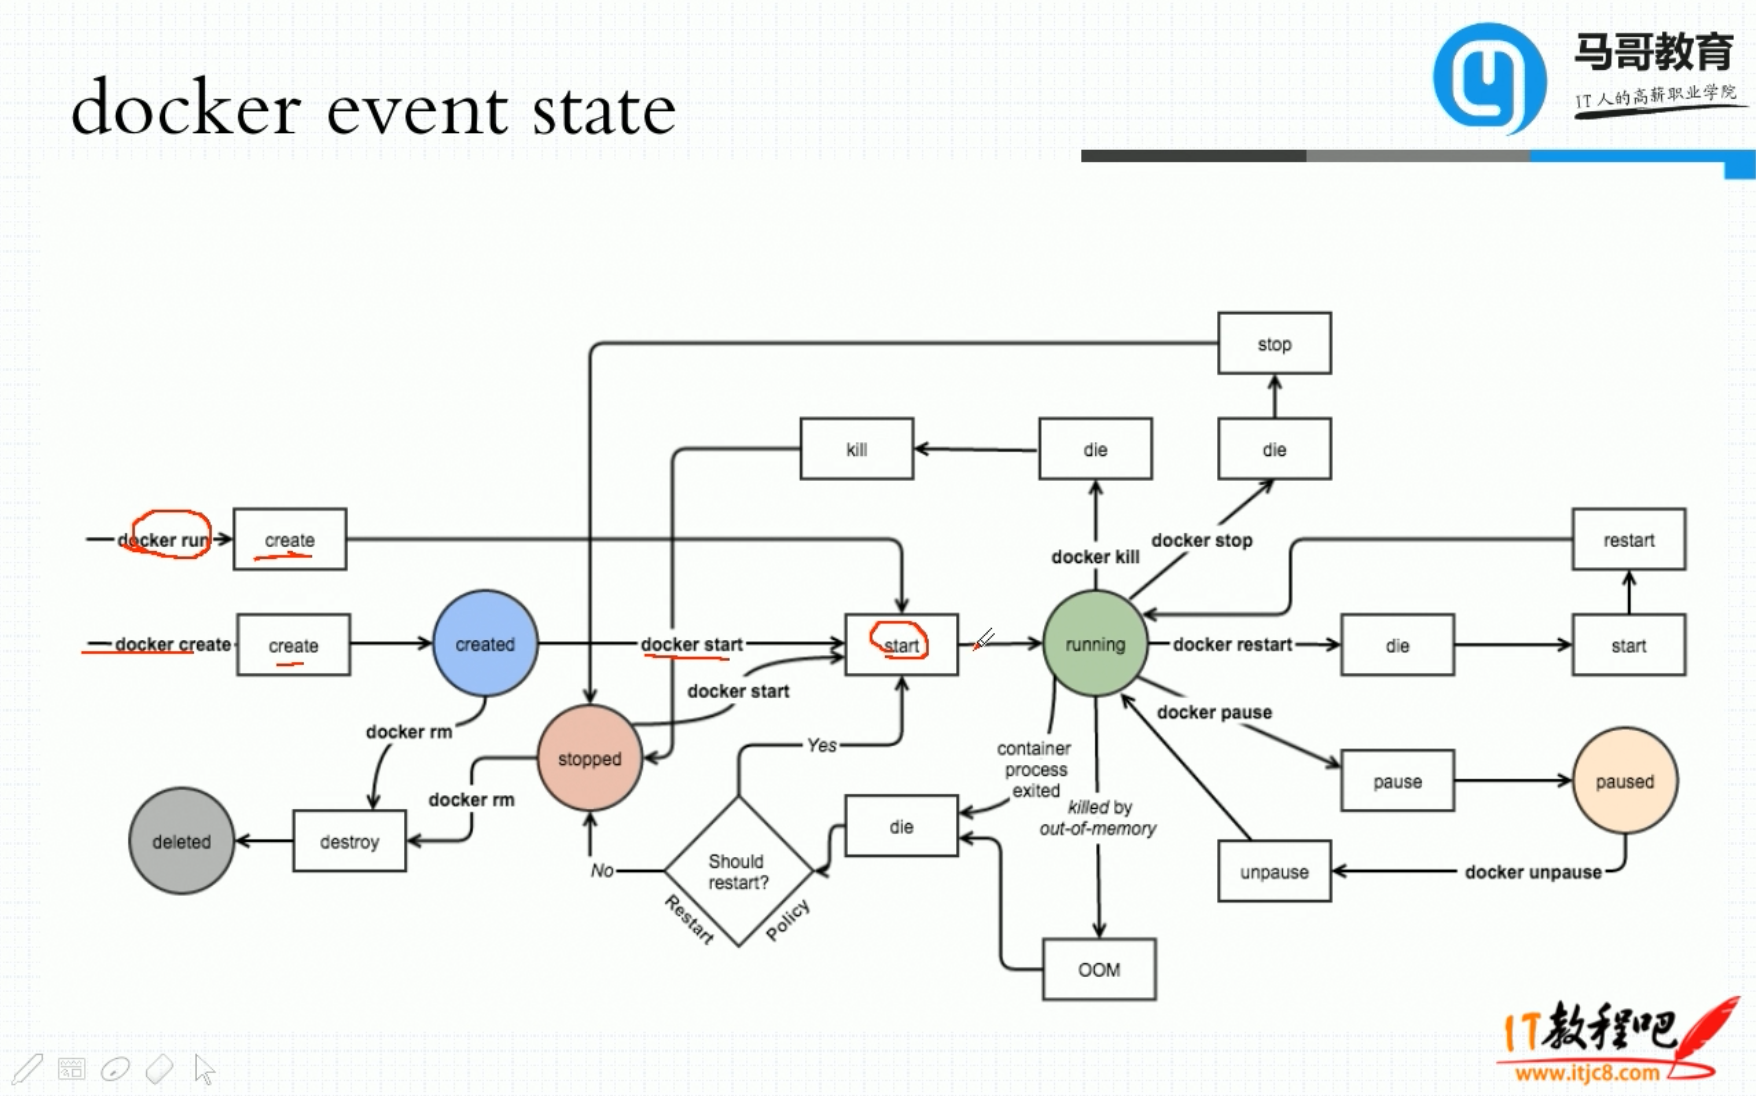 docker event state
马哥教育
IT 人的高薪职业学院
stop
kill
die
die
docker run
create
docker kill
docker stop
restart
docker create
create
created
docker start
start
running
docker restart
die
start
docker start
docker rm
stopped
Yes
container
process
exited
docker pause
pause
paused
docker rm
killed by
out-of-memory
deleted
destroy
die
Should
restart?
No
Restart
Policy
unpause
docker unpause
OOM
IT教程吧
www.itjc8.com